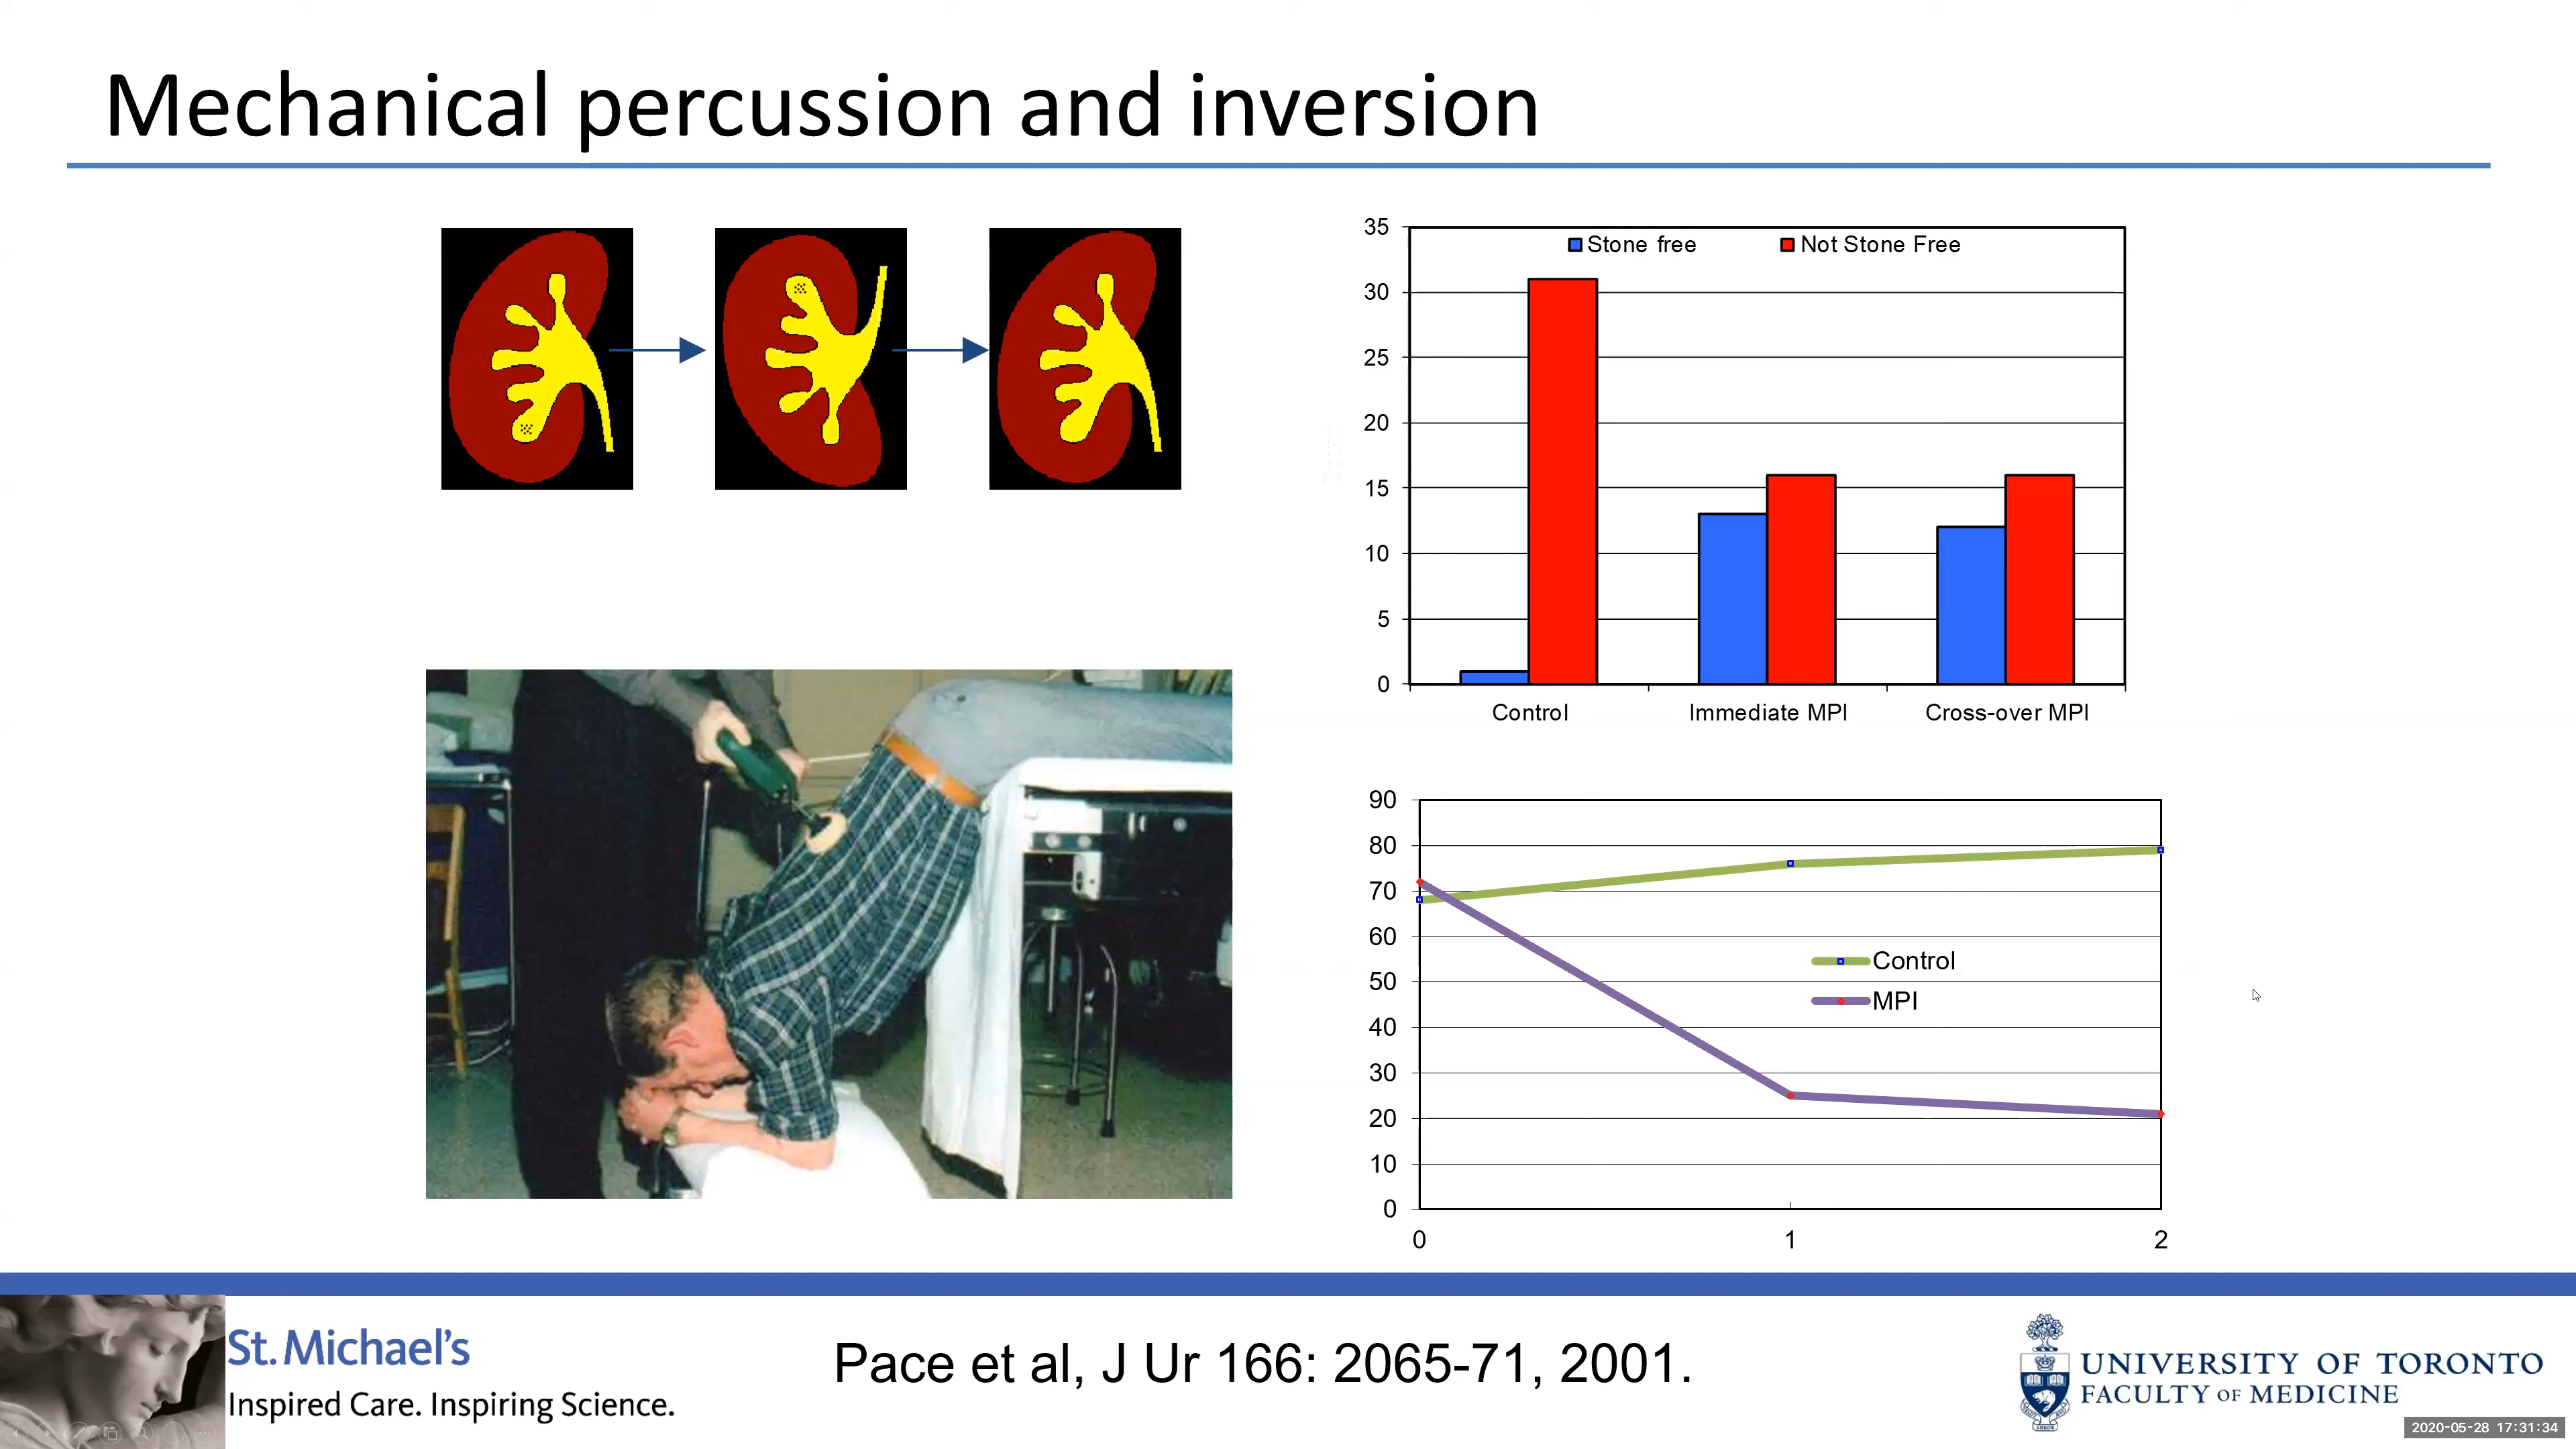 Mechanical percussion and inversion
35
Stone free
Not Stone Free
30
25
20
15
10
5
0
Control
Immediate MPI
Cross-over MPI
90
80
70
60
50
40
30
20
10
0
Control
MPI
0
1
2
St. Michael's
Inspired Care. Inspiring Science.
Pace et al, J Ur 166: 2065-71, 2001.
UNIVERSITY OF TORONTO
FACULTY OF MEDICINE
2020-05-28 17:31:34